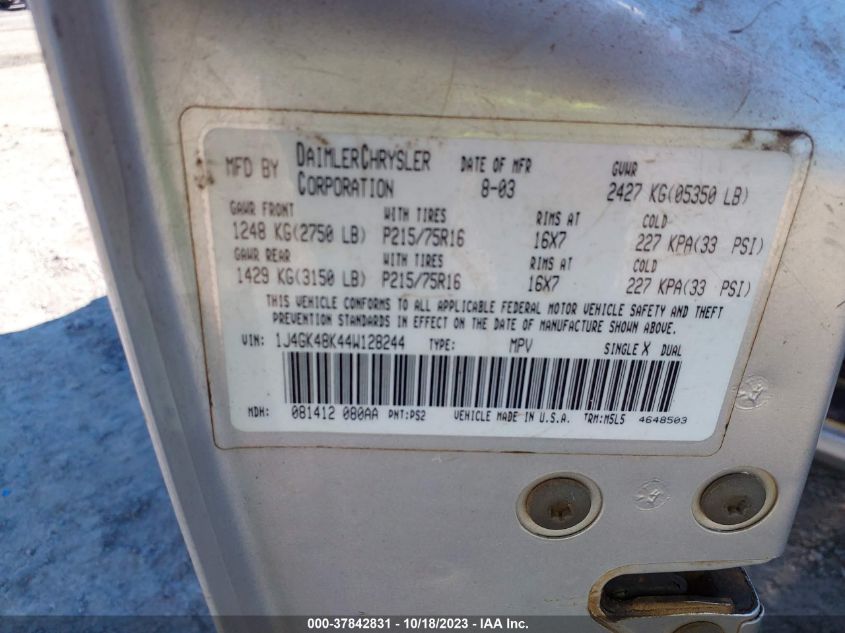 MFD BY DAIMLERCHRYSLER CORPORATION DATE OF MFR 8-03 GVWR 2427 KG(05350 LB)
GAWR FRONT WITH TIRES RIMS AT COLD
1248 KG(2750 LB) P215/75R16 16X7 227 KPA(33 PSI)
GAWR REAR WITH TIRES RIMS AT COLD
1429 KG(3150 LB) P215/75R16 16X7 227 KPA(33 PSI)
THIS VEHICLE CONFORMS TO ALL APPLICABLE FEDERAL MOTOR VEHICLE SAFETY AND THEFT
PREVENTION STANDARDS IN EFFECT ON THE DATE OF MANUFACTURE SHOWN ABOVE.
VIN: 1J4GK48K44W128244 TYPE: MPV SINGLE X DUAL
MDH: 081412 080AA PNT:PS2 VEHICLE MADE IN U.S.A. TRM:M5L5 4648503
000-37842831 - 10/18/2023 - IAA Inc.